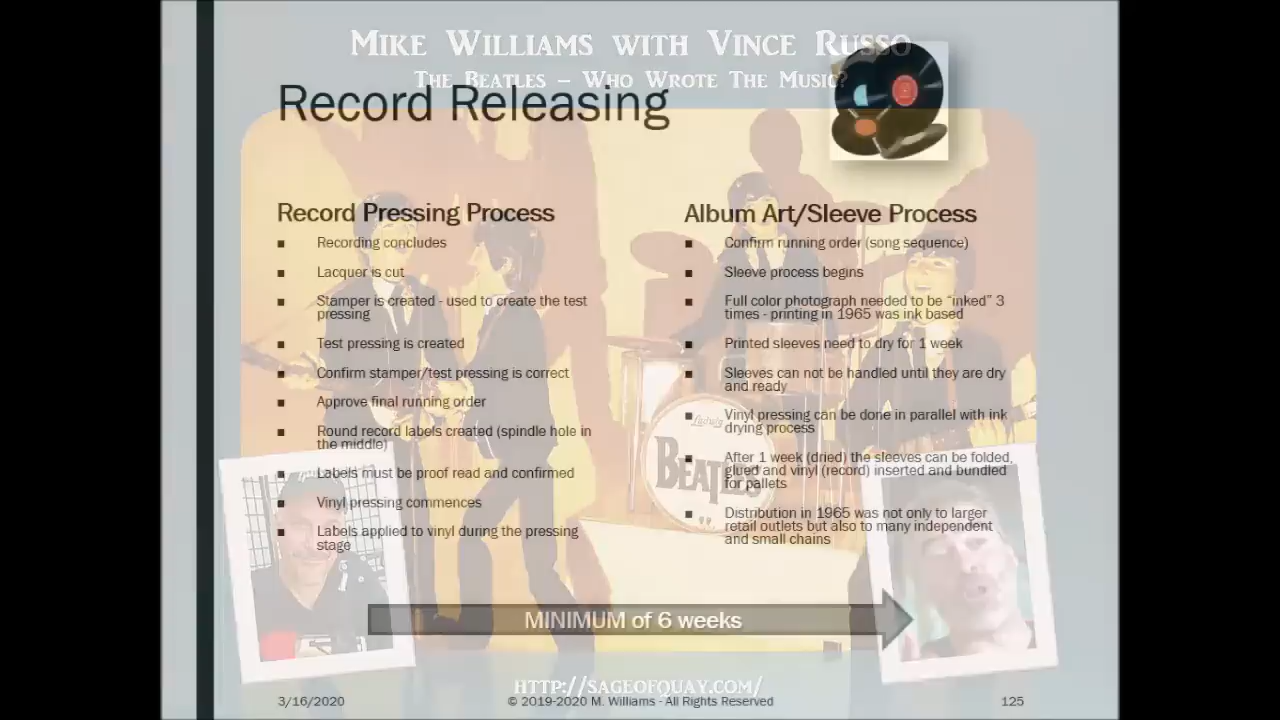 MIKE WILLIAMS WITH VINCE RUSSO
THE BEATLES – WHO WROTE THE MUSIC?
Record Releasing
Record Pressing Process
▪ Recording concludes
▪ Lacquer is cut
▪ Stamper is created - used to create the test
pressing
▪ Test pressing is created
▪ Confirm stamper/test pressing is correct
▪ Approve final running order
▪ Round record labels created (spindle hole in
the middle)
▪ Labels must be proof read and confirmed
▪ Vinyl pressing commences
▪ Labels applied to vinyl during the pressing
stage
Album Art/Sleeve Process
▪ Confirm running order (song sequence)
▪ Sleeve process begins
▪ Full color photograph needed to be “inked” 3
times - printing in 1965 was ink based
▪ Printed sleeves need to dry for 1 week
▪ Sleeves can not be handled until they are dry
and ready
▪ Vinyl pressing can be done in parallel with ink
drying process
▪ After 1 week (dried) the sleeves can be folded,
glued and vinyl (record) inserted and bundled
for pallets
▪ Distribution in 1965 was not only to larger
retail outlets but also to many independent
and small chains
Ludwig
BEATLES
MINIMUM of 6 weeks
HTTP://SAGEOFQUAY.COM/
3/16/2020
© 2019-2020 M. Williams - All Rights Reserved
125